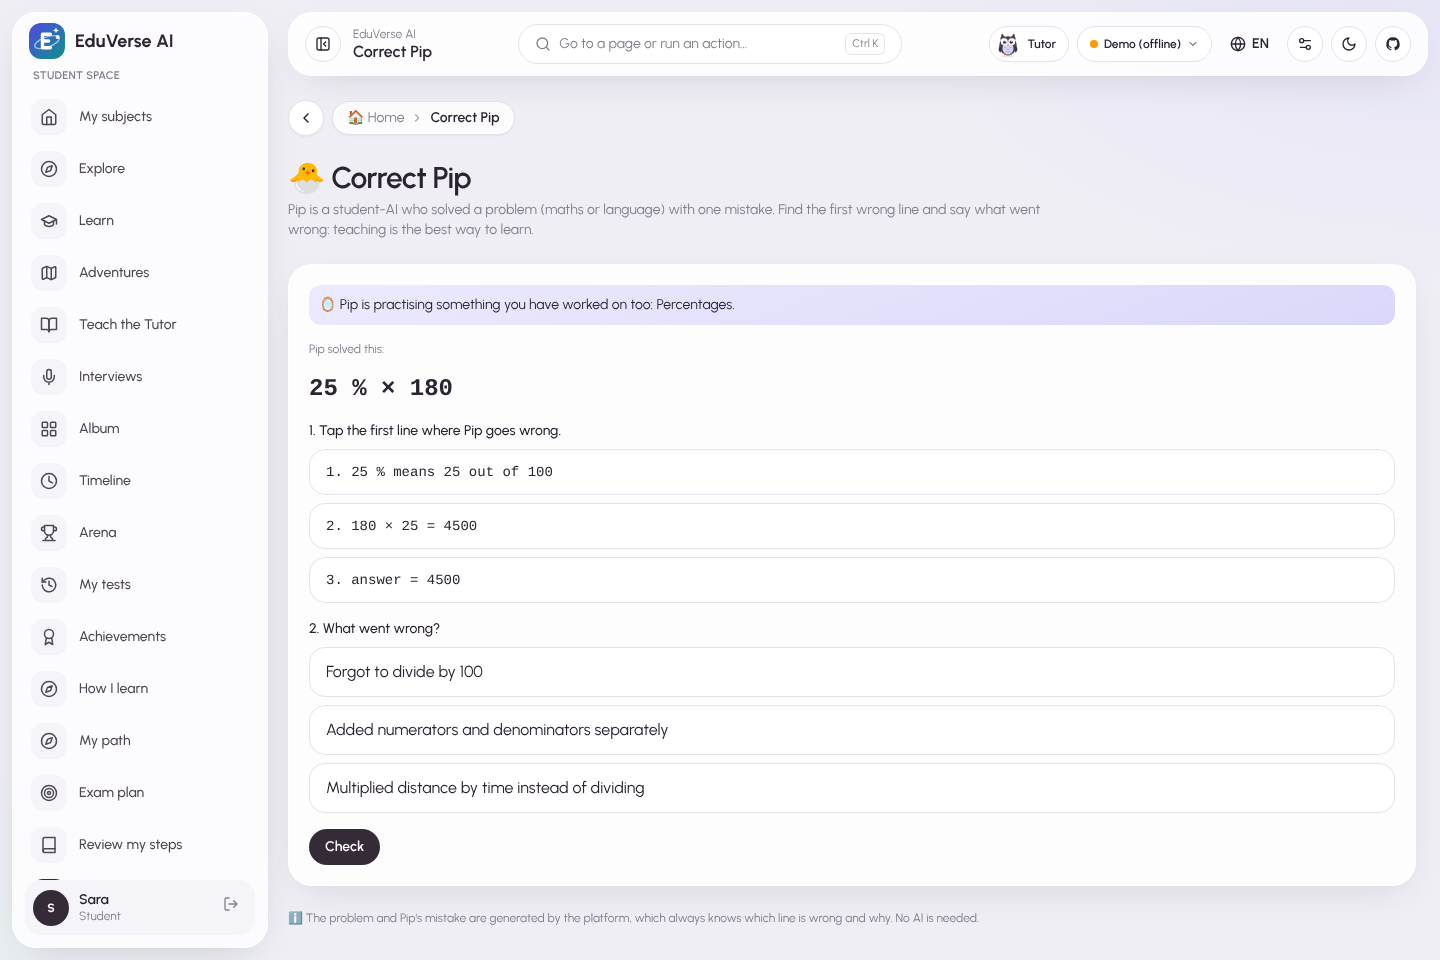 EduVerse AI
STUDENT SPACE
My subjects
Explore
Learn
Adventures
Teach the Tutor
Interviews
Album
Timeline
Arena
My tests
Achievements
How I learn
My path
Exam plan
Review my steps
S
Sara
Student
EduVerse AI
Correct Pip
Go to a page or run an action...
Ctrl K
Tutor
Demo (offline)
EN
Home
Correct Pip
Correct Pip
Pip is a student-AI who solved a problem (maths or language) with one mistake. Find the first wrong line and say what went
wrong: teaching is the best way to learn.
Pip is practising something you have worked on too: Percentages.
Pip solved this:
25 % × 180
1. Tap the first line where Pip goes wrong.
1. 25 % means 25 out of 100
2. 180 × 25 = 4500
3. answer = 4500
2. What went wrong?
Forgot to divide by 100
Added numerators and denominators separately
Multiplied distance by time instead of dividing
Check
The problem and Pip's mistake are generated by the platform, which always knows which line is wrong and why. No AI is needed.